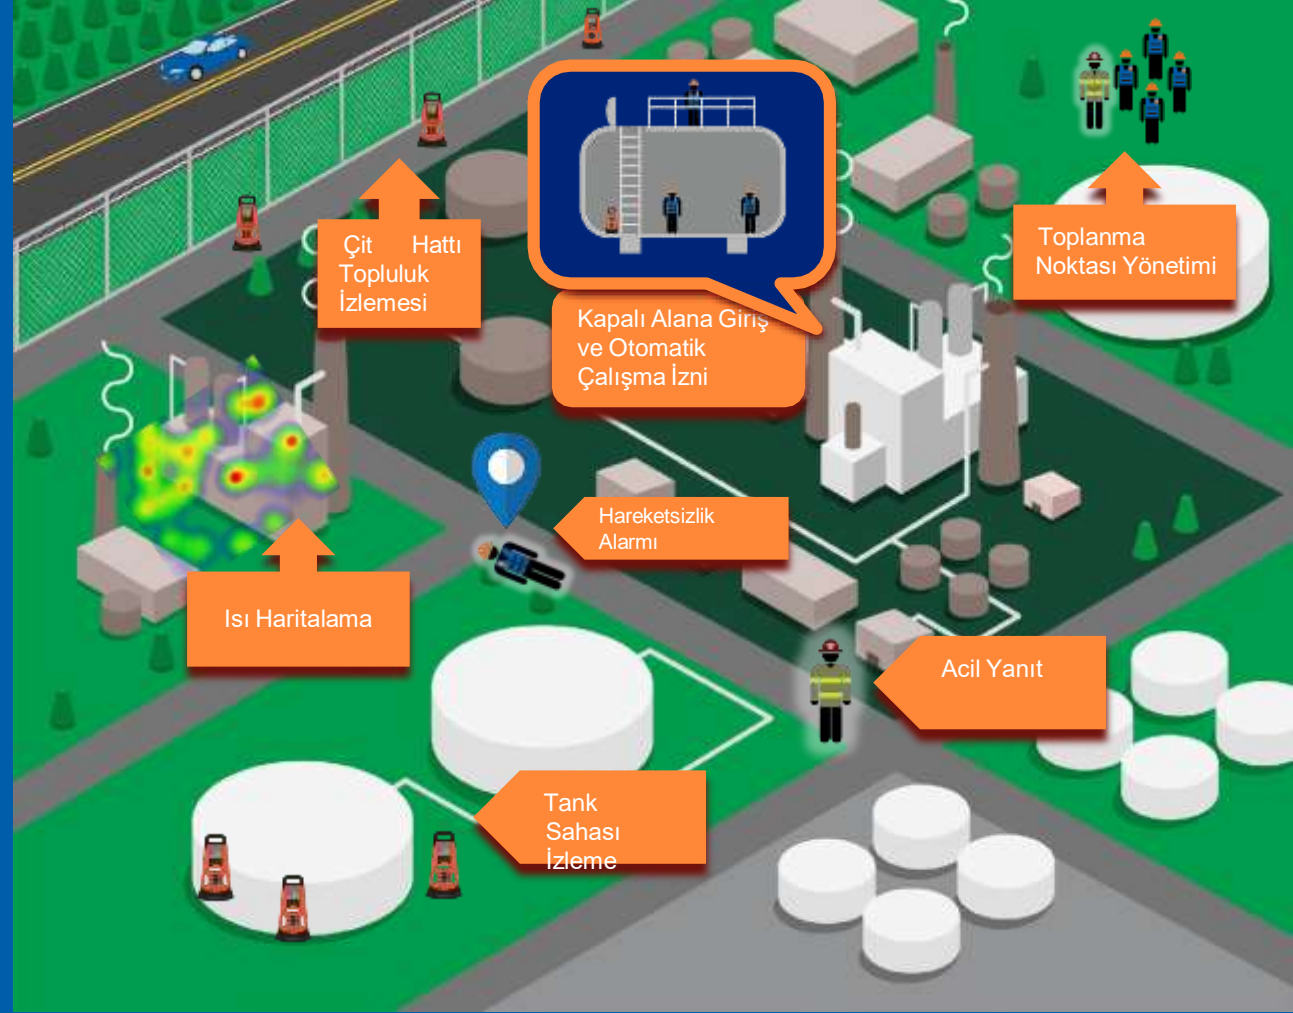 Çit Hattı
Topluluk
İzlemesi
Kapalı Alana Giriş
ve Otomatik
Çalışma İzni
Toplanma
Noktası Yönetimi
Hareketsizlik
Alarmı
Isı Haritalama
Acil Yanıt
Tank
Sahası
İzleme